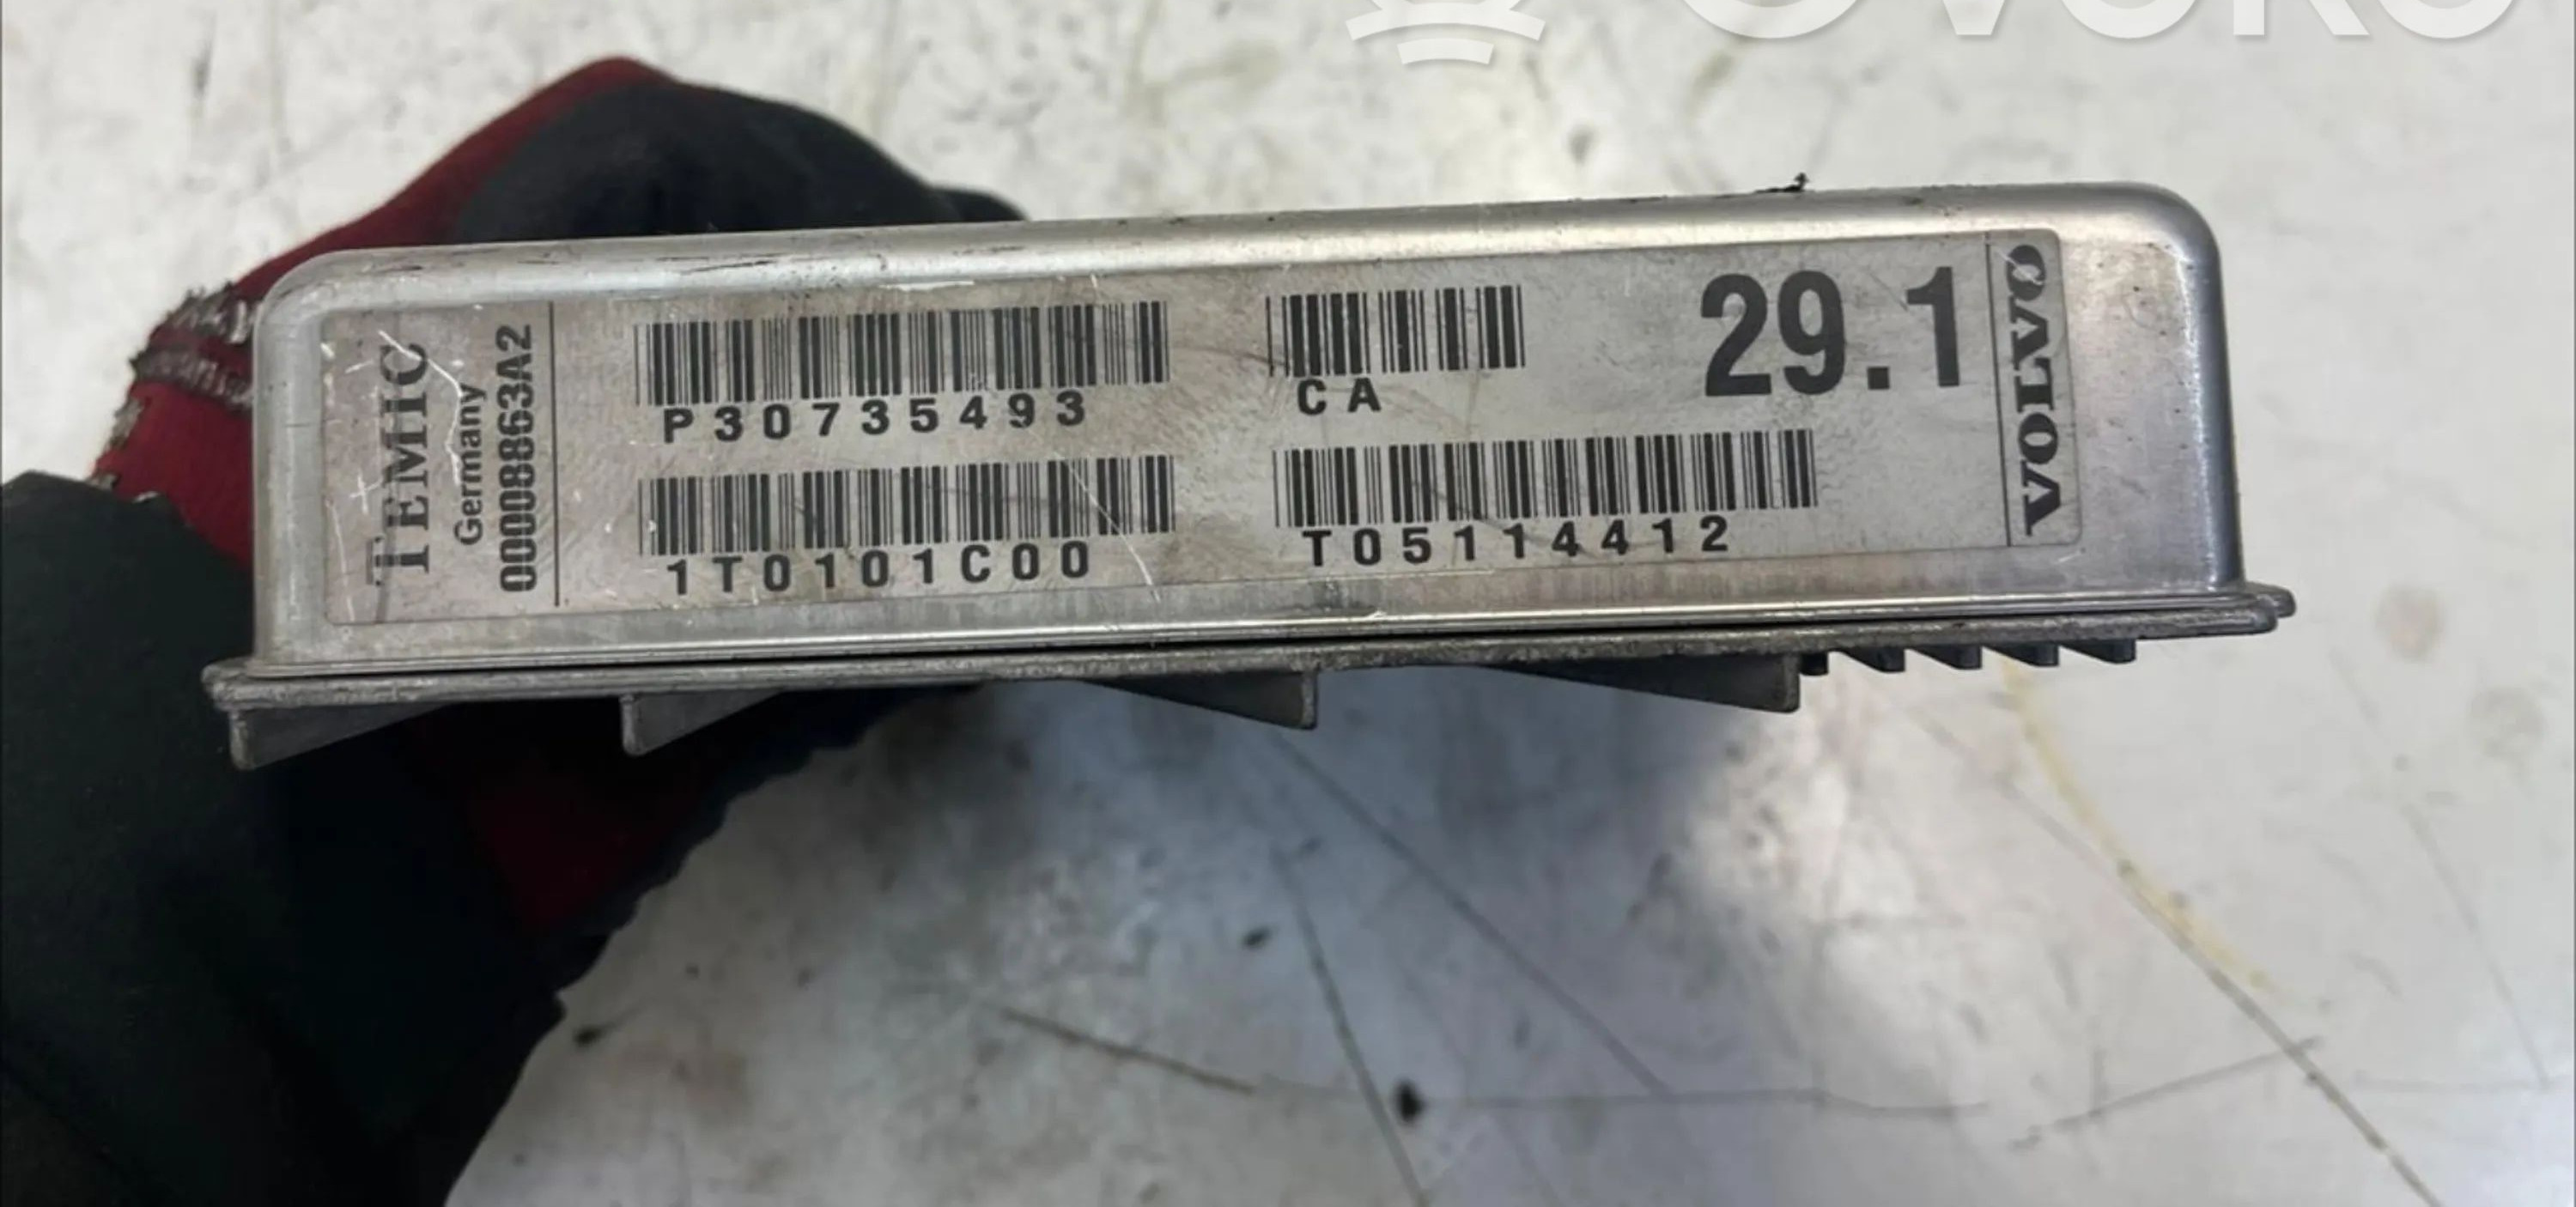 TEMIC
Germany
00008863A2
P30735493
1T0101C00
CA
T05114412
29.1
VOLVO